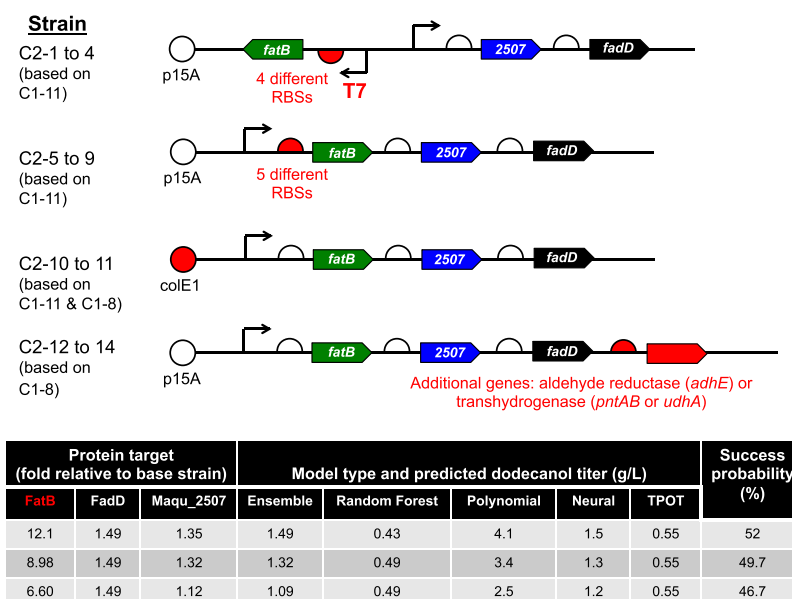 Strain
C2-1 to 4
(based on
C1-11)
p15A
fatB
4 different
RBSs
T7
2507
fadD
C2-5 to 9
(based on
C1-11)
p15A
5 different
RBSs
fatB
2507
fadD
C2-10 to 11
(based on
C1-11 & C1-8)
colE1
fatB
2507
fadD
C2-12 to 14
(based on
C1-8)
p15A
fatB
2507
fadD
Additional genes: aldehyde reductase (adhE) or
transhydrogenase (pntAB or udhA)
Protein target
(fold relative to base strain)
Model type and predicted dodecanol titer (g/L)
Success
probability
(%)
FatB FadD Maqu_2507 Ensemble Random Forest Polynomial Neural TPOT
12.1 1.49 1.35 1.49 0.43 4.1 1.5 0.55 52
8.98 1.49 1.32 1.32 0.49 3.4 1.3 0.55 49.7
6.60 1.49 1.12 1.09 0.49 2.5 1.2 0.55 46.7